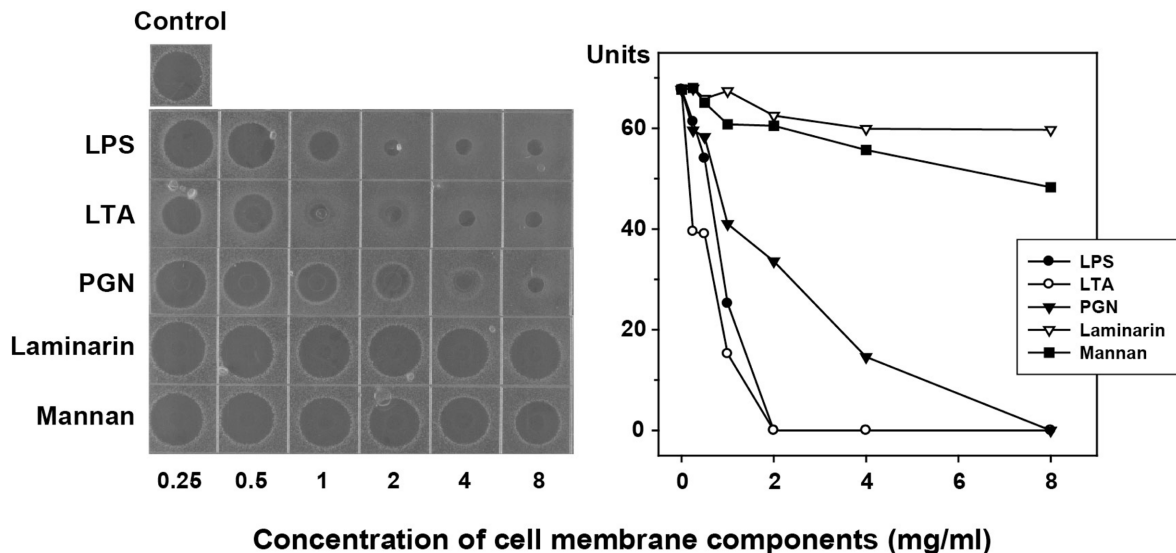 Control
LPS
LTA
PGN
Laminarin
Mannan
0.25 0.5 1 2 4 8
Units
60
40
20
0
0 2 4 6 8
LPS
LTA
PGN
Laminarin
Mannan
Concentration of cell membrane components (mg/ml)